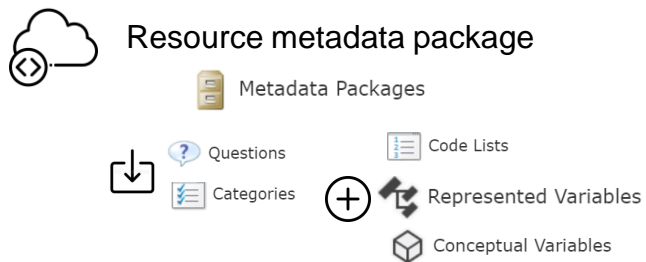 Resource metadata package
Metadata Packages
Questions
Categories
Code Lists
Represented Variables
Conceptual Variables